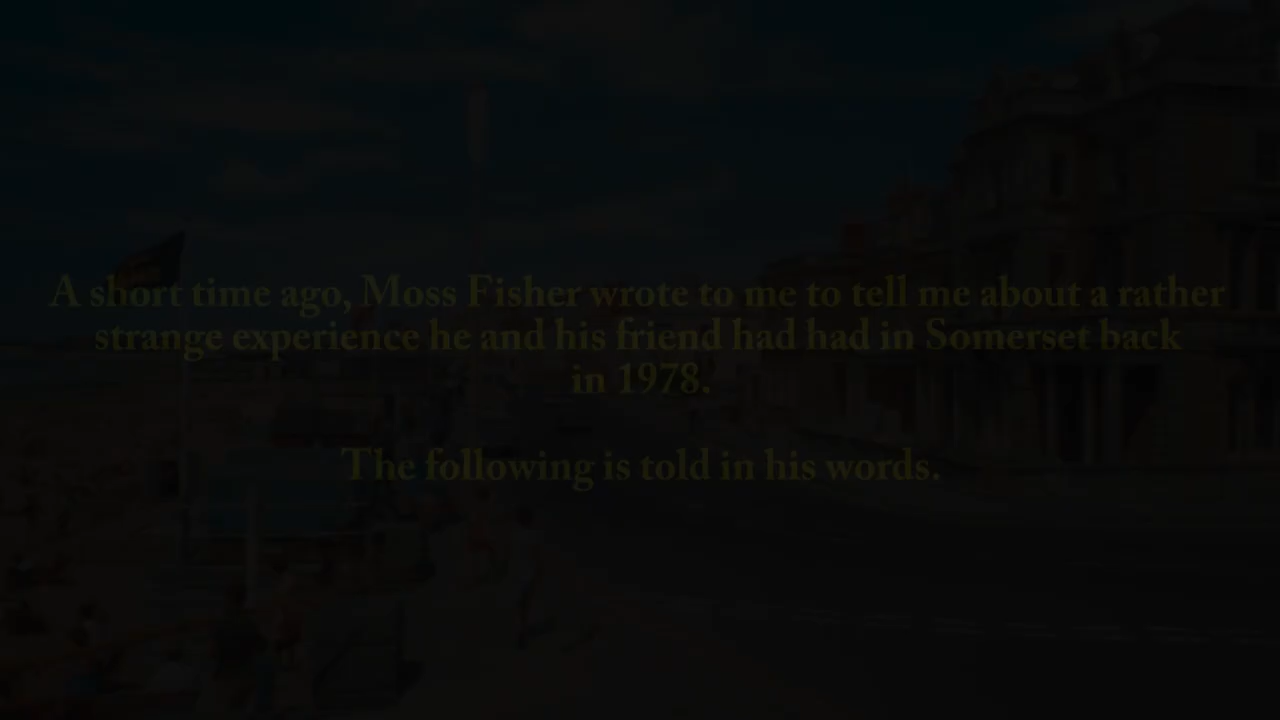 A short time ago, Moss Fisher wrote to me to tell me about a rather
strange experience he and his friend had had in Somerset back
in 1978.
The following is told in his words.